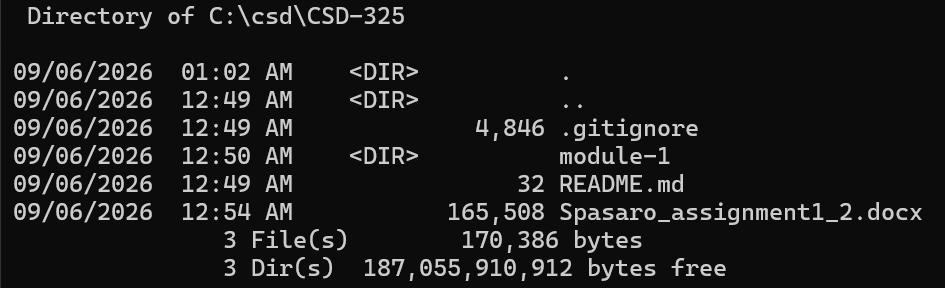 Directory of C:\csd\CSD-325
09/06/2026  01:02 AM    <DIR>          .
09/06/2026  12:49 AM    <DIR>          ..
09/06/2026  12:49 AM             4,846 .gitignore
09/06/2026  12:50 AM    <DIR>          module-1
09/06/2026  12:49 AM                32 README.md
09/06/2026  12:54 AM           165,508 Spasaro_assignment1_2.docx
               3 File(s)        170,386 bytes
               3 Dir(s)  187,055,910,912 bytes free